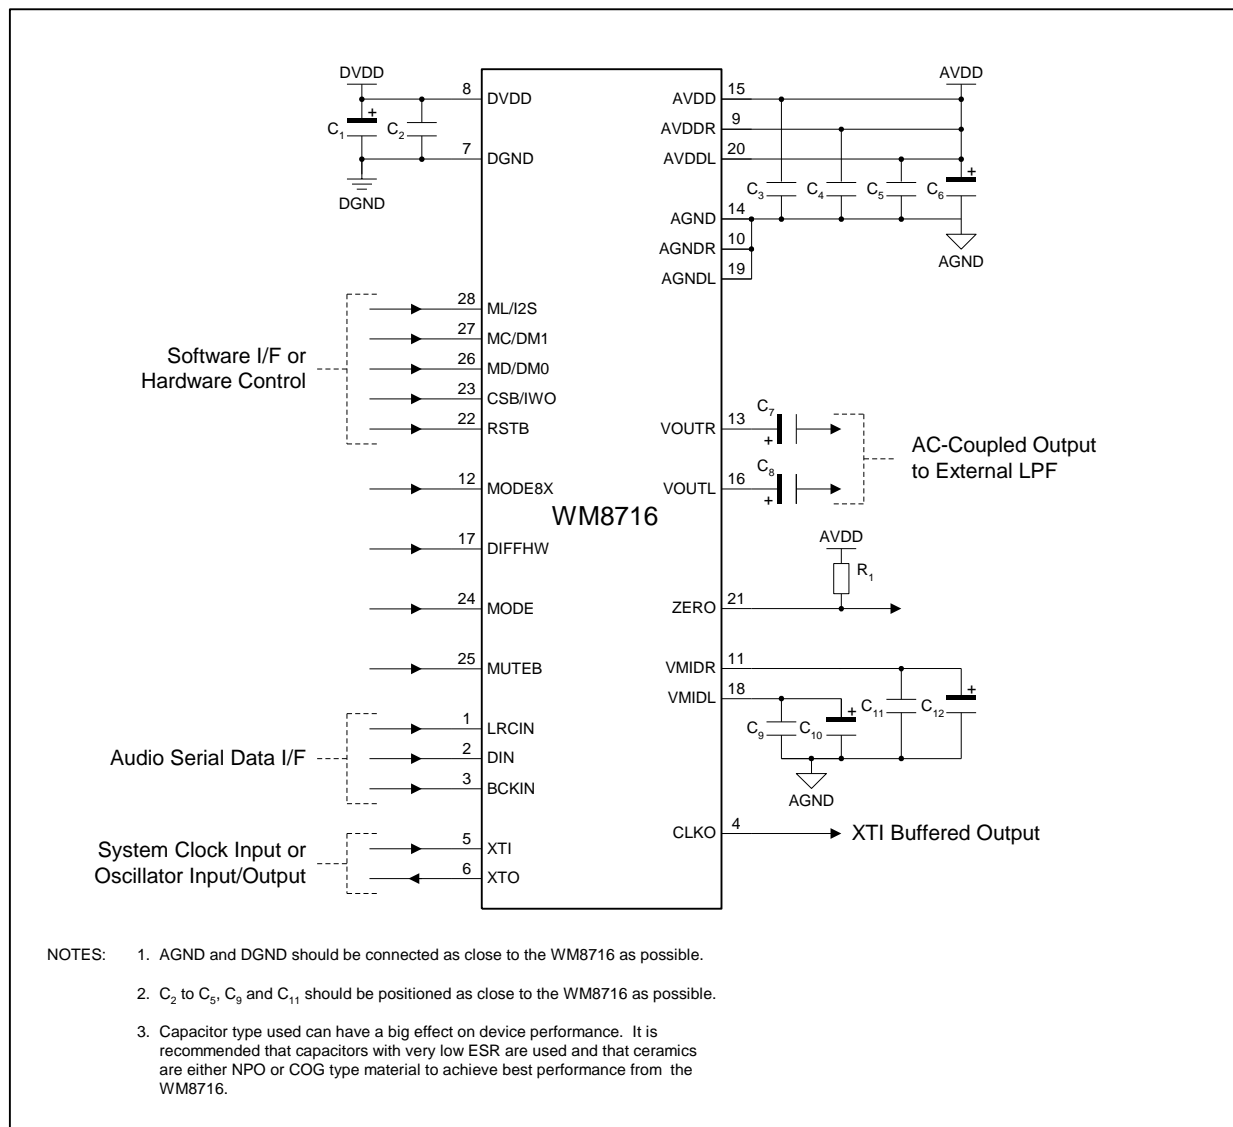 DVDD
8
DVDD
C1
+
C2
7
DGND
DGND
AVDD
15
AVDD
AVDDR
9
AVDDL
20
C3
C4
C5
C6
+
AGND
14
AGNDR
10
AGNDL
19
AGND
Software I/F or
Hardware Control
28
ML/I2S
27
MC/DM1
26
MD/DM0
23
CSB/IWO
22
RSTB
12
MODE8X
17
DIFFHW
24
MODE
25
MUTEB
Audio Serial Data I/F
1
LRCIN
2
DIN
3
BCKIN
System Clock Input or
Oscillator Input/Output
5
XTI
6
XTO
WM8716
VOUTR
13
C7
+
VOUTL
16
C8
+
AC-Coupled Output
to External LPF
AVDD
R1
ZERO
21
VMIDR
11
VMIDL
18
C9
C10
+
C11
C12
+
AGND
CLKO
4
XTI Buffered Output
NOTES:
1. AGND and DGND should be connected as close to the WM8716 as possible.
2. C2 to C5, C9 and C11 should be positioned as close to the WM8716 as possible.
3. Capacitor type used can have a big effect on device performance. It is
recommended that capacitors with very low ESR are used and that ceramics
are either NPO or COG type material to achieve best performance from the
WM8716.